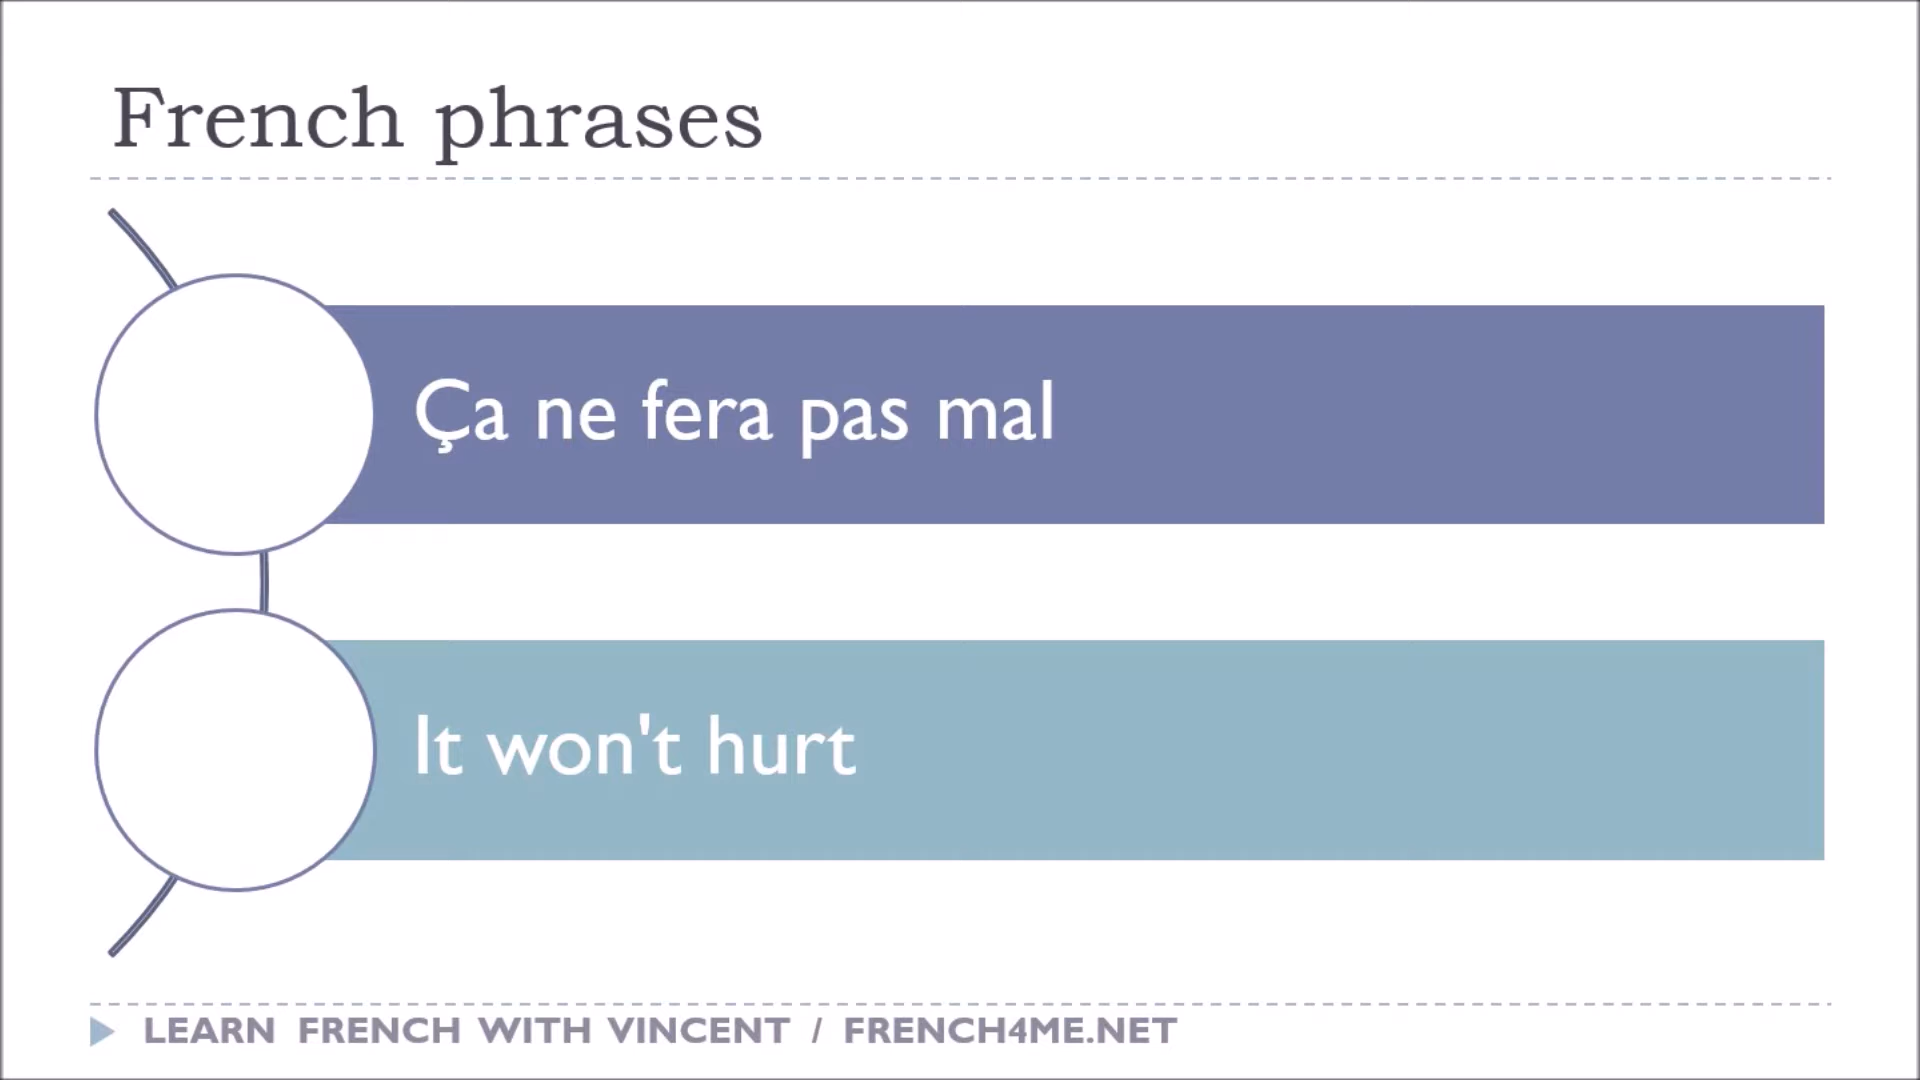 French phrases
Ça ne fera pas mal
It won't hurt
LEARN FRENCH WITH VINCENT / FRENCH4ME.NET